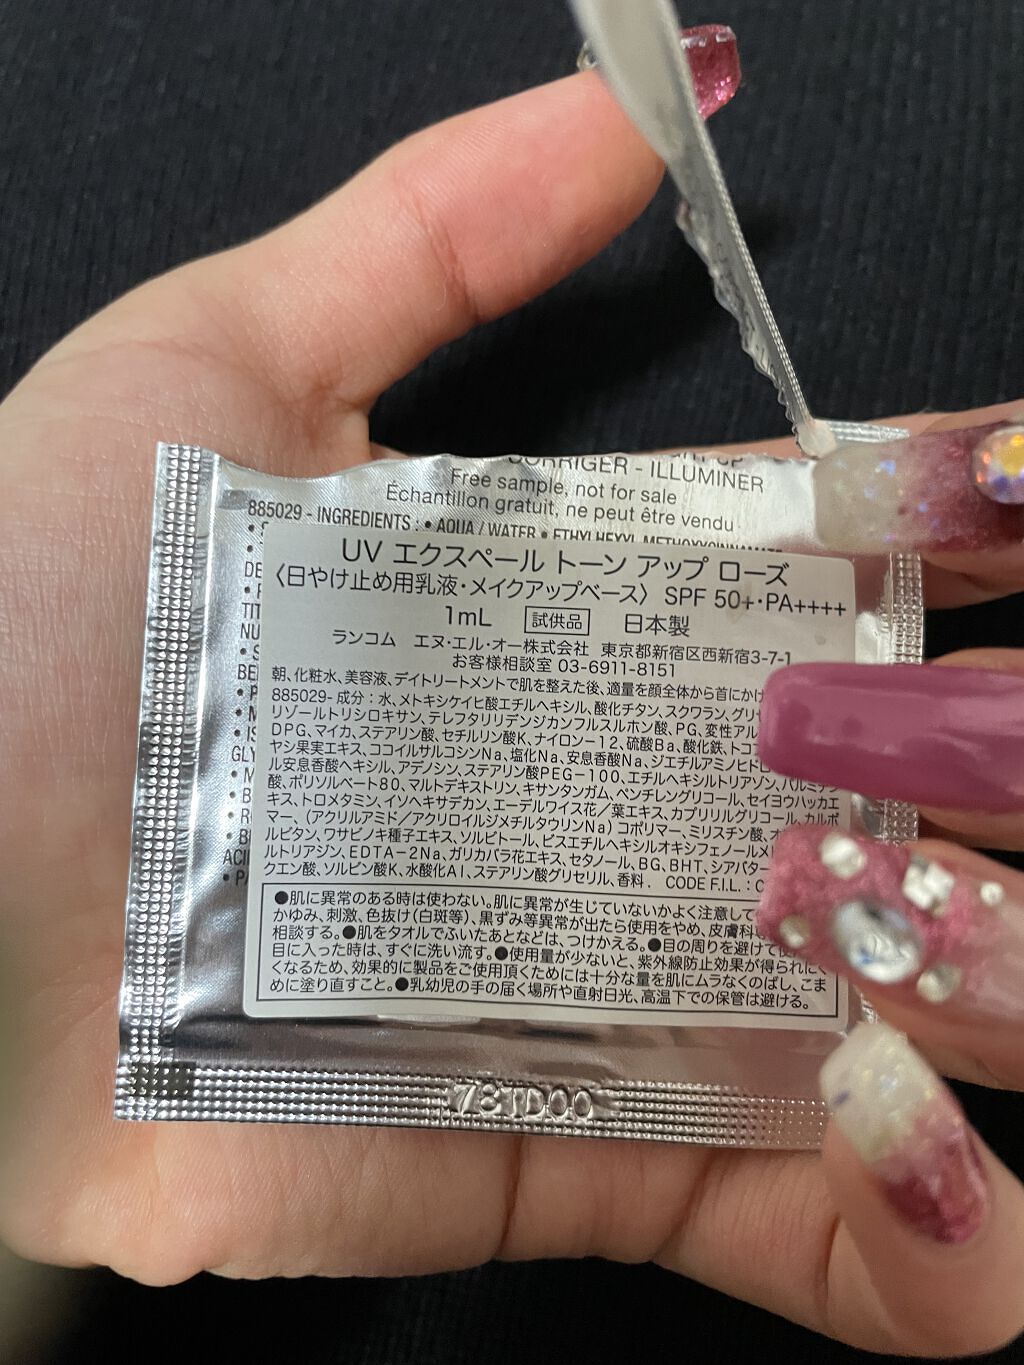 CORRIGER - ILLUMINER
Free sample, not for sale
Échantillon gratuit, ne peut être vendu
885029 - INGREDIENTS : • AQUA / WATER • ETHYLHEXYL METHOXYCINNAMATE
UV エクスペール トーン アップ ローズ
〈日やけ止め用乳液・メイクアップベース〉 SPF 50+・PA++++
1mL 試供品 日本製
ランコム エヌ・エル・オー株式会社 東京都新宿区西新宿3-7-1
お客様相談室 03-6911-8151
朝、化粧水、美容液、デイトリートメントで肌を整えた後、適量を顔全体から首にかけ
885029- 成分：水、メトキシケイヒ酸エチルヘキシル、酸化チタン、スクワラン、グリセ
リゾールトリシロキサン、テレフタリリデンジカンフルスルホン酸、PG、変性アル
DPG、マイカ、ステアリン酸、セチルリン酸K、ナイロン-12、硫酸Ba、酸化鉄、トコフ
ヤシ果実エキス、ココイルサルコシンNa、塩化Na、安息香酸Na、ジエチルアミノヒドロ
ル安息香酸ヘキシル、アデノシン、ステアリン酸PEG-100、エチルヘキシルトリアゾン、パルミチン
酸、ポリソルベート80、マルトデキストリン、キサンタンガム、ペンチレングリコール、セイヨウハッカエ
キス、トロメタミン、イソヘキサデカン、エーデルワイス花／葉エキス、カプリリルグリコール、カルボ
マー、（アクリルアミド／アクリロイルジメチルタウリンNa）コポリマー、ミリスチン酸、オ
ルビタン、ワサビノキ種子エキス、ソルビトール、ビスエチルヘキシルオキシフェノールメ
ルトリアジン、EDTA-2Na、ガリカバラ花エキス、セタノール、BG、BHT、シアバター
クエン酸、ソルビン酸K、水酸化Al、ステアリン酸グリセリル、香料． CODE F.I.L. : C
●肌に異常のある時は使わない。肌に異常が生じていないかよく注意して
かゆみ、刺激、色抜け（白斑等）、黒ずみ等異常が出たら使用をやめ、皮膚科専
相談する。●肌をタオルでふいたあとなどは、つけかえる。●目の周りを避けて使
目に入った時は、すぐに洗い流す。●使用量が少ないと、紫外線防止効果が得られにく
くなるため、効果的に製品をご使用頂くためには十分な量を肌にムラなくのばし、こま
めに塗り直すこと。●乳幼児の手の届く場所や直射日光、高温下での保管は避ける。
78TD00